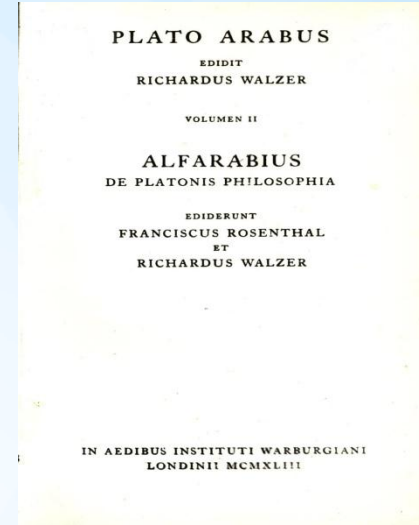 PLATO ARABUS
EDIDIT
RICHARDUS WALZER
VOLUMEN II
ALFARABIUS
DE PLATONIS PHILOSOPHIA
EDIDERUNT
FRANCISCUS ROSENTHAL
ET
RICHARDUS WALZER
IN AEDIBUS INSTITUTI WARBURGIANI
LONDINII MCMXLIII